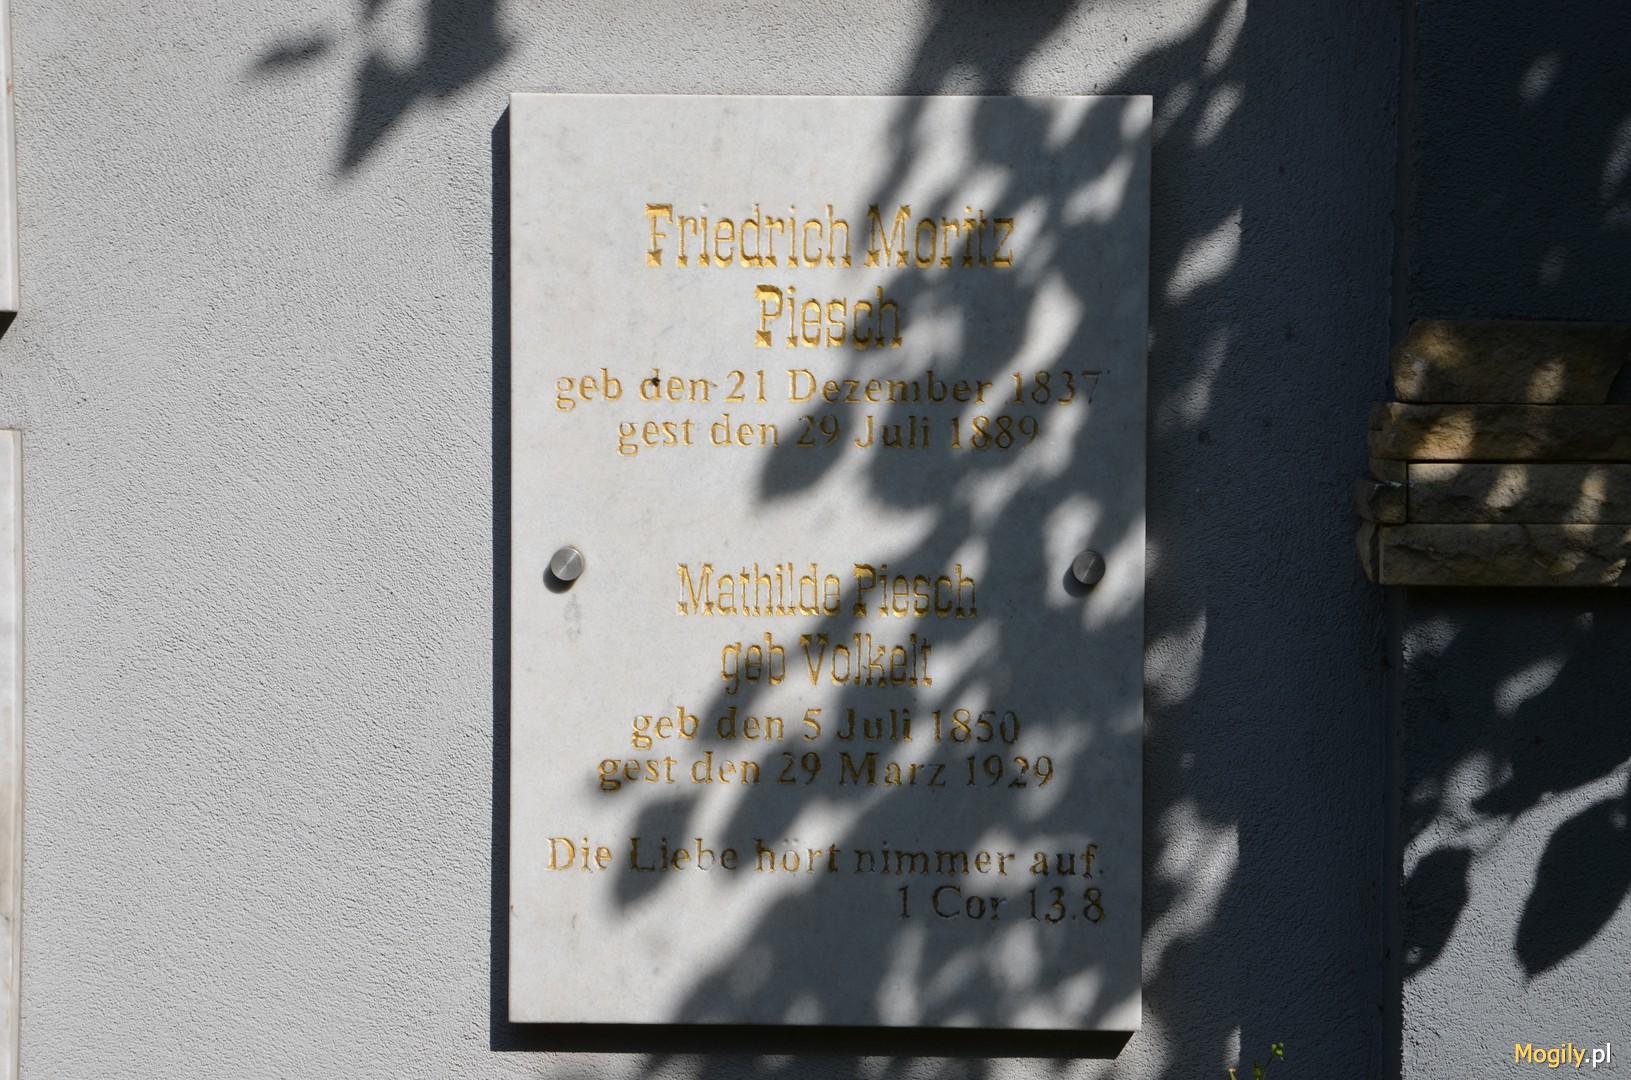 Friedrich Moritz
Piesch
geb den 21 Dezember 1837
gest den 29 Juli 1889
Mathilde Piesch
geb Volkelt
geb den 5 Juli 1850
gest den 29 Marz 1929
Die Liebe hört nimmer auf.
1 Cor 13.8
Mogily.pl